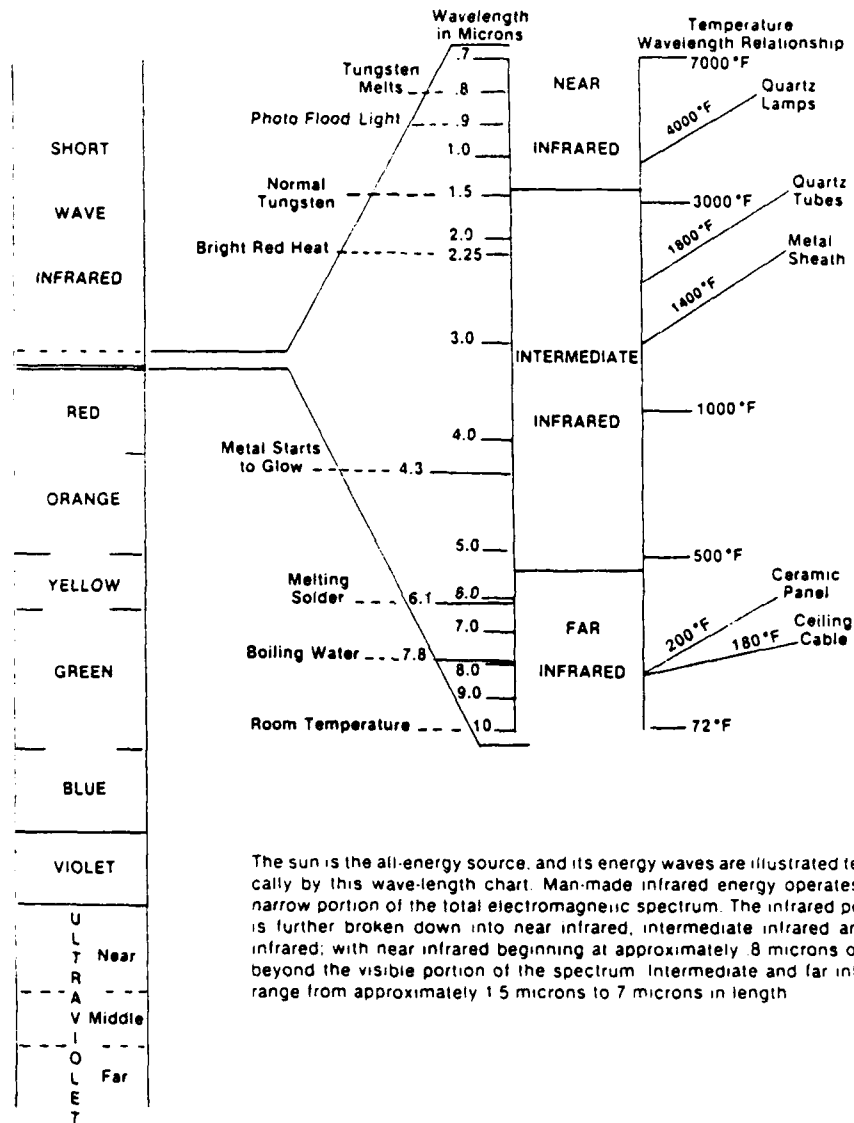 Wavelength
in Microns
Temperature
Wavelength Relationship
SHORT
WAVE
INFRARED
RED
ORANGE
YELLOW
GREEN
BLUE
VIOLET
ULTRAVIOLET
Near
Middle
Far
Tungsten
Melts
Photo Flood Light
Normal
Tungsten
Bright Red Heat
Metal Starts
to Glow
Melting
Solder
Boiling Water
Room Temperature
.7
.8
.9
1.0
1.5
2.0
2.25
3.0
4.0
4.3
5.0
6.0
6.1
7.0
7.8
8.0
9.0
10
NEAR
INFRARED
INTERMEDIATE
INFRARED
FAR
INFRARED
7000°F
4000°F
Quartz
Lamps
3000°F
1800°F
Quartz
Tubes
1400°F
Metal
Sheath
1000°F
500°F
200°F
Ceramic
Panel
180°F
Ceiling
Cable
72°F
The sun is the all-energy source, and its energy waves are illustrated
cally by this wave-length chart. Man-made infrared energy operates
narrow portion of the total electromagnetic spectrum. The infrared
is further broken down into near infrared, intermediate infrared
infrared; with near infrared beginning at approximately .8 microns
beyond the visible portion of the spectrum Intermediate and far
range from approximately 1.5 microns to 7 microns in length